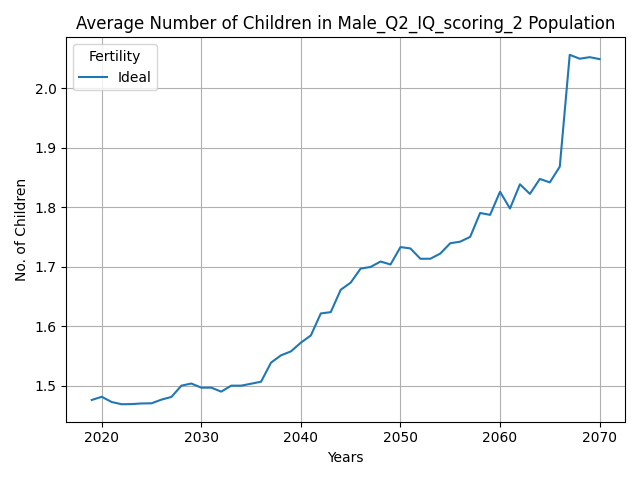 Average Number of Children in Male_Q2_IQ_scoring_2 Population
Fertility
Ideal
2.0
1.9
1.8
1.7
1.6
1.5
No. of Children
2020 2030 2040 2050 2060 2070
Years